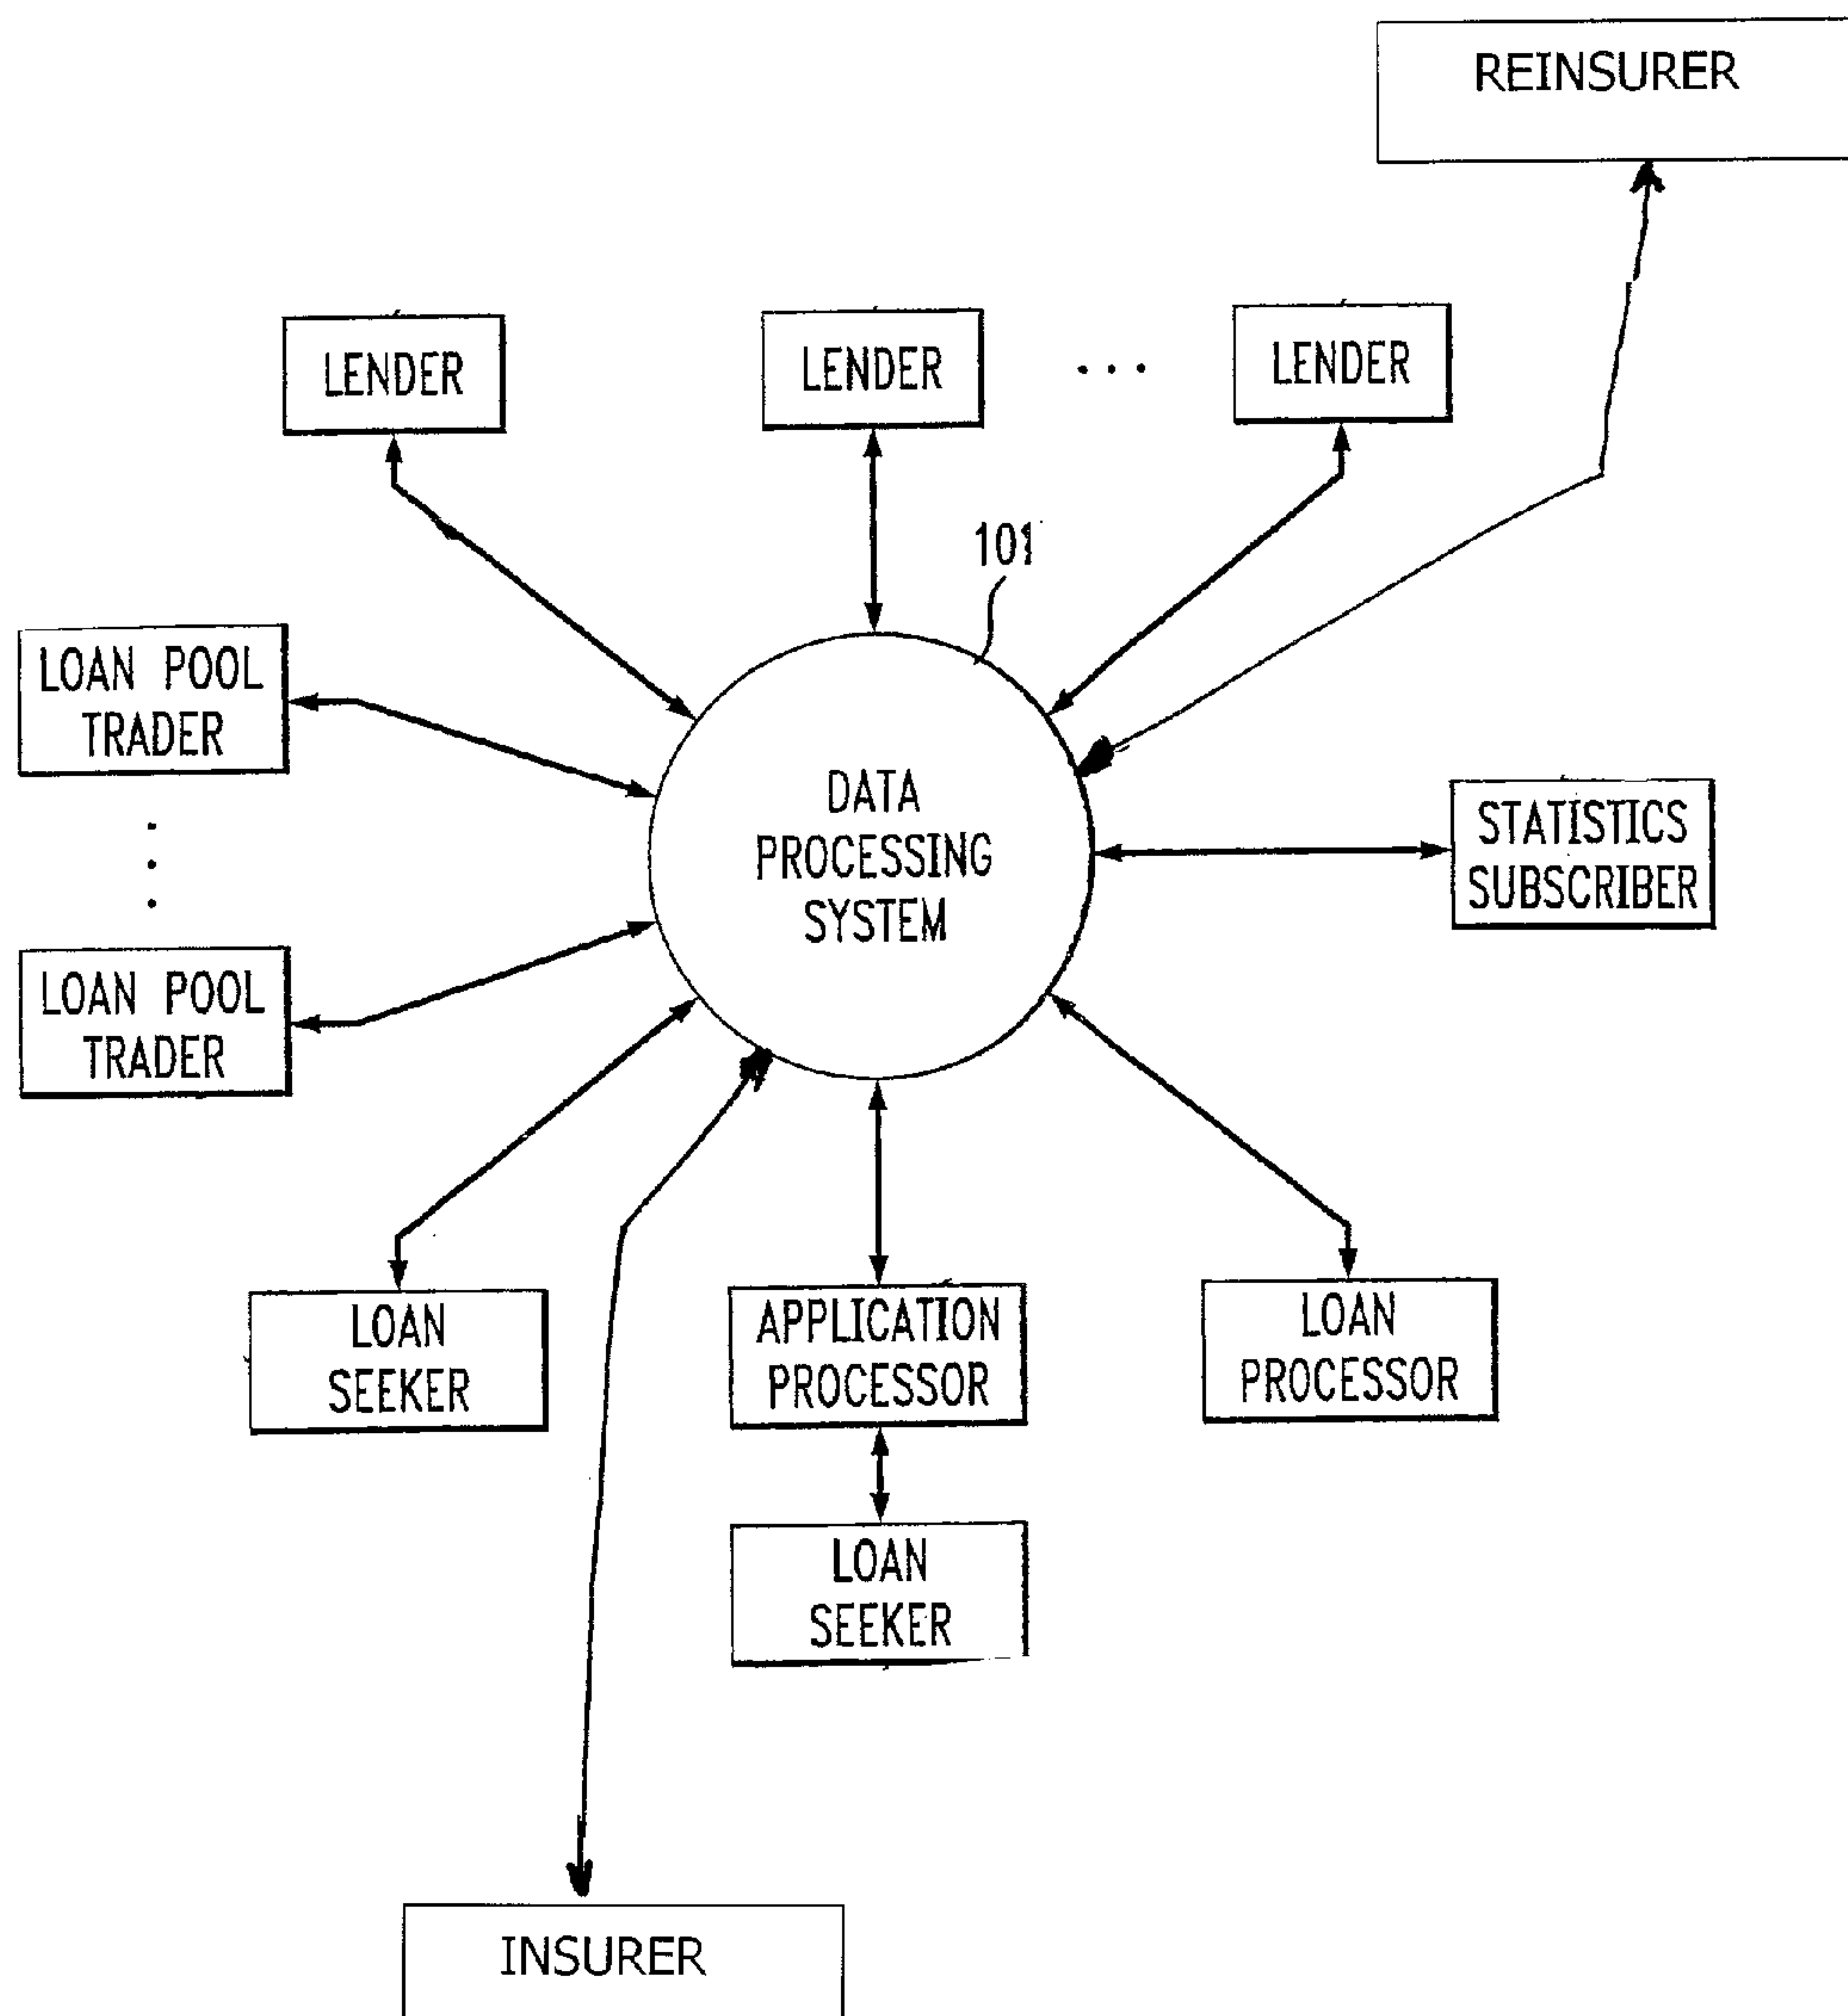 REINSURER
LENDER
LENDER
. . .
LENDER
101
LOAN POOL
TRADER
DATA
PROCESSING
SYSTEM
STATISTICS
SUBSCRIBER
LOAN POOL
TRADER
LOAN
SEEKER
APPLICATION
PROCESSOR
LOAN
PROCESSOR
LOAN
SEEKER
INSURER